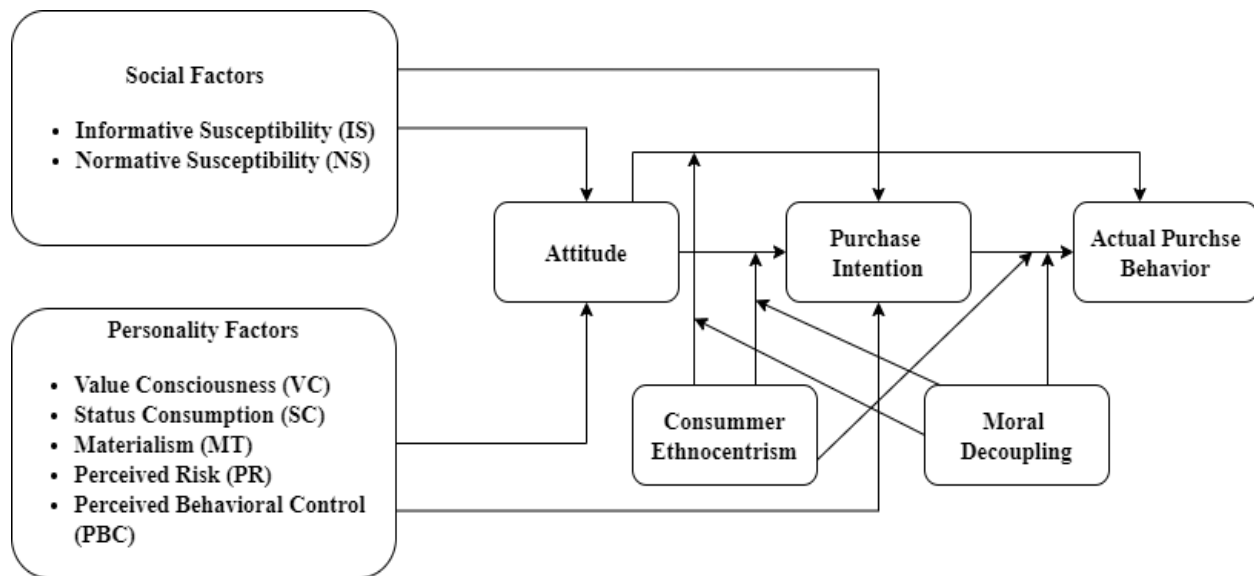 Social Factors
• Informative Susceptibility (IS)
• Normative Susceptibility (NS)
Attitude
Purchase
Intention
Actual Purchse
Behavior
Personality Factors
• Value Consciousness (VC)
• Status Consumption (SC)
• Materialism (MT)
• Perceived Risk (PR)
• Perceived Behavioral Control
(PBC)
Consummer
Ethnocentrism
Moral
Decoupling